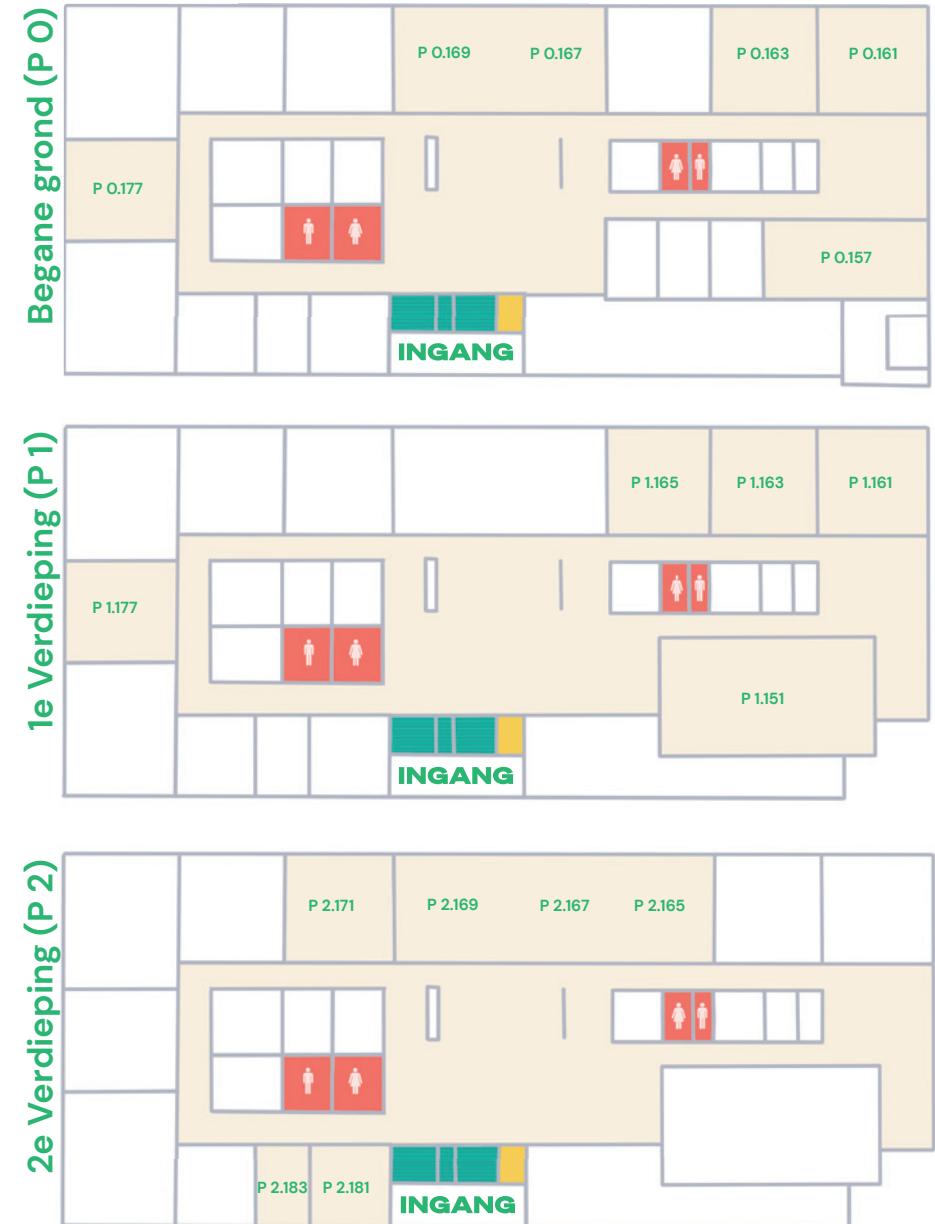 Begane grond (P 0)
P 0.169
P 0.167
P 0.163
P 0.161
P 0.177
P 0.157
INGANG
1e Verdieping (P 1)
P 1.165
P 1.163
P 1.161
P 1.177
P 1.151
INGANG
2e Verdieping (P 2)
P 2.171
P 2.169
P 2.167
P 2.165
P 2.183
P 2.181
INGANG